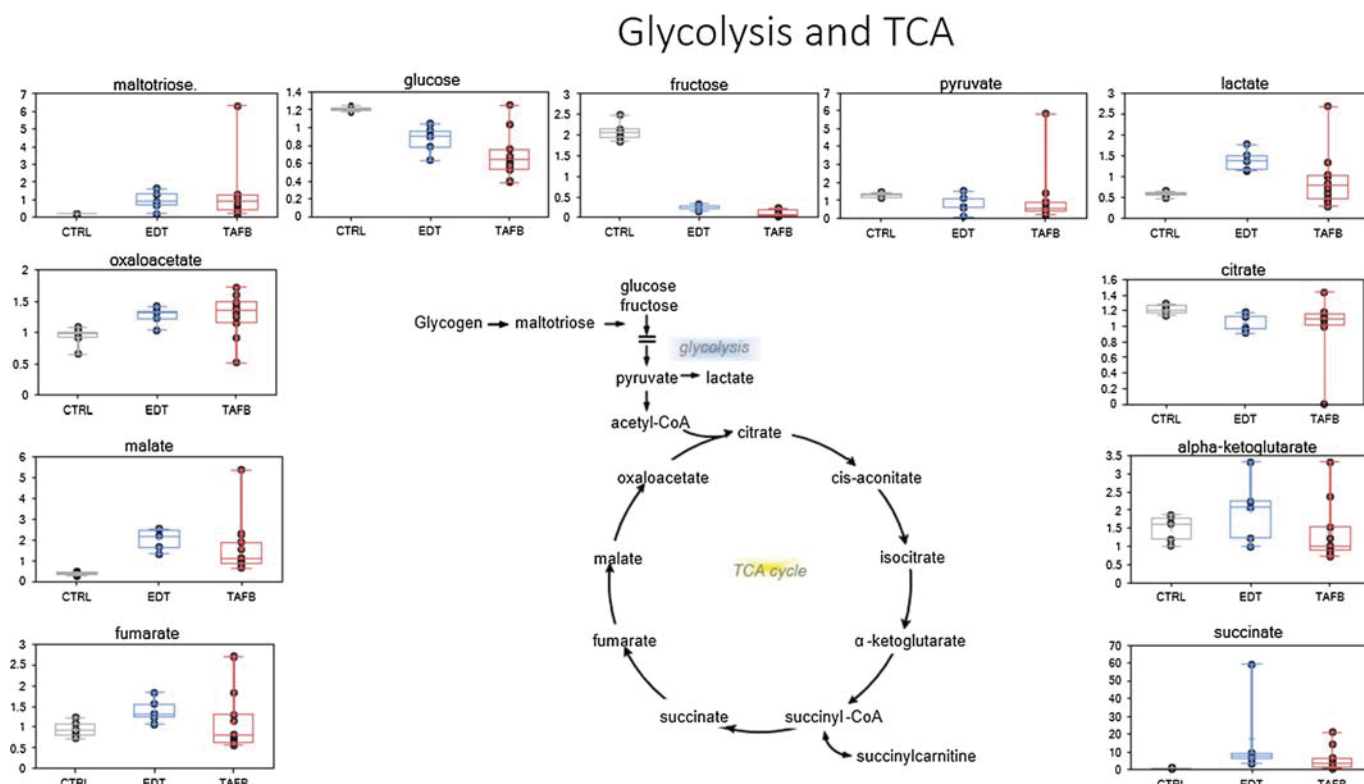 Glycolysis and TCA
maltotriose.
7
6
5
4
3
2
1
0
CTRL EDT TAFB
glucose
1.4
1.2
1
0.8
0.6
0.4
0.2
0
CTRL EDT TAFB
fructose
3
2.5
2
1.5
1
0.5
0
CTRL EDT TAFB
pyruvate
7
6
5
4
3
2
1
0
CTRL EDT TAFB
lactate
3
2.5
2
1.5
1
0.5
0
CTRL EDT TAFB
oxaloacetate
2
1.5
1
0.5
0
CTRL EDT TAFB
malate
6
5
4
3
2
1
0
CTRL EDT TAFB
fumarate
3
2.5
2
1.5
1
0.5
0
CTRL EDT TAFB
glucose
fructose
Glycogen maltotriose
glycolysis
pyruvate lactate
acetyl-CoA
citrate
oxaloacetate
cis-aconitate
malate
isocitrate
TCA cycle
fumarate
α-ketoglutarate
succinate
succinyl-CoA
succinylcarnitine
citrate
1.6
1.4
1.2
1
0.8
0.6
0.4
0.2
0
CTRL EDT TAFB
alpha-ketoglutarate
3.5
3
2.5
2
1.5
1
0.5
0
CTRL EDT TAFB
succinate
70
60
50
40
30
20
10
0
CTRL EDT TAFB